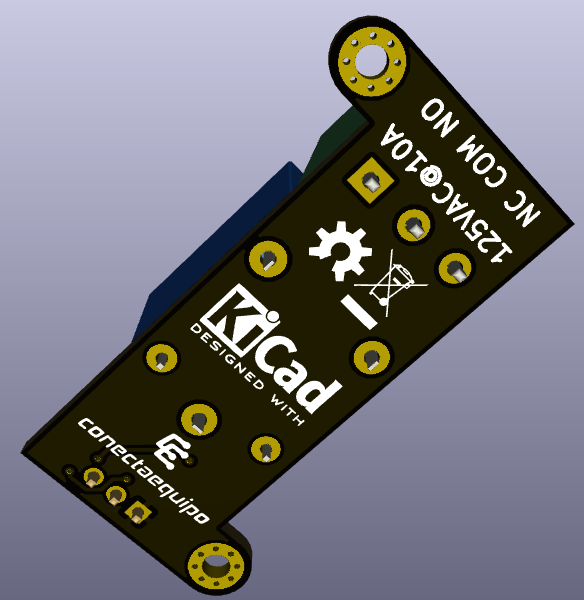 NC COM NO
125VAC@10A
KiCad
DESIGNED WITH
conectaequipo